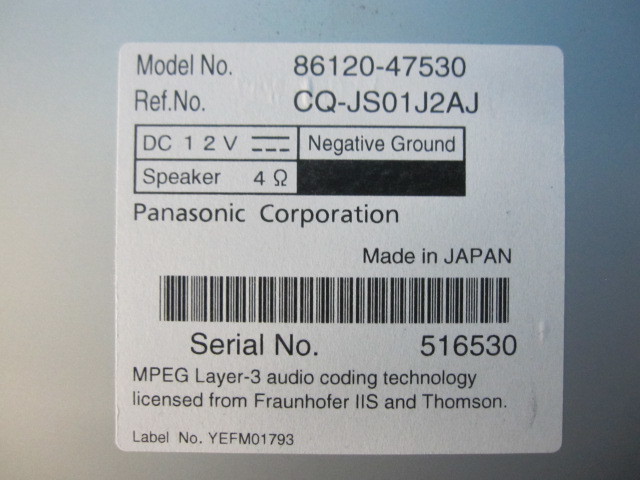 Model No. 86120-47530
Ref.No. CQ-JS01J2AJ
DC 12V Negative Ground
Speaker 4Ω
Panasonic Corporation
Made in JAPAN
Serial No. 516530
MPEG Layer-3 audio coding technology
licensed from Fraunhofer IIS and Thomson.
Label No. YEFM01793